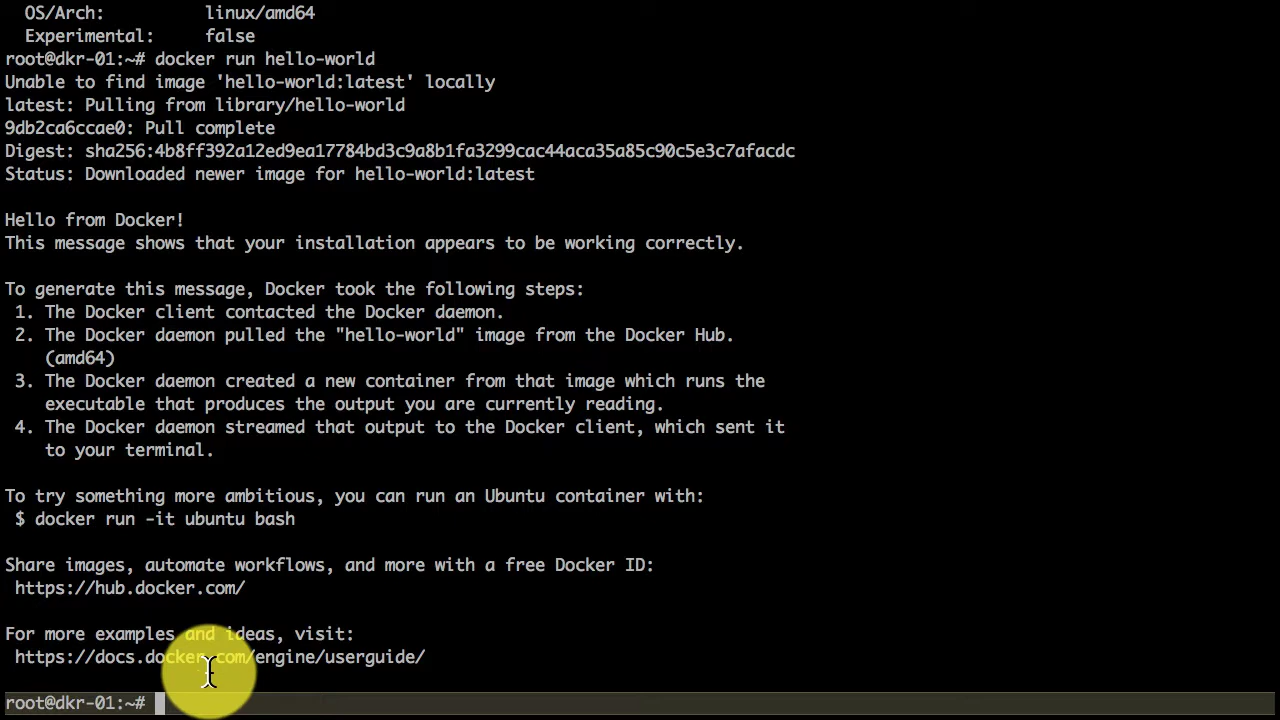 OS/Arch: linux/amd64
Experimental: false
root@dkr-01:~# docker run hello-world
Unable to find image 'hello-world:latest' locally
latest: Pulling from library/hello-world
9db2ca6ccae0: Pull complete
Digest: sha256:4b8ff392a12ed9ea17784bd3c9a8b1fa3299cac44aca35a85c90c5e3c7afacdc
Status: Downloaded newer image for hello-world:latest
Hello from Docker!
This message shows that your installation appears to be working correctly.
To generate this message, Docker took the following steps:
1. The Docker client contacted the Docker daemon.
2. The Docker daemon pulled the "hello-world" image from the Docker Hub.
(amd64)
3. The Docker daemon created a new container from that image which runs the
executable that produces the output you are currently reading.
4. The Docker daemon streamed that output to the Docker client, which sent it
to your terminal.
To try something more ambitious, you can run an Ubuntu container with:
$ docker run -it ubuntu bash
Share images, automate workflows, and more with a free Docker ID:
https://hub.docker.com/
For more examples and ideas, visit:
https://docs.docker.com/engine/userguide/
root@dkr-01:~#